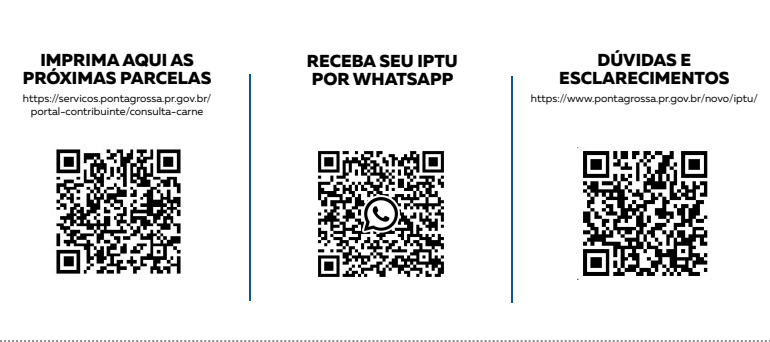 IMPRIMA AQUI AS
PRÓXIMAS PARCELAS
https://servicos.pontagrossa.pr.gov.br/
portal-contribuinte/consulta-carne
RECEBA SEU IPTU
POR WHATSAPP
DÚVIDAS E
ESCLARECIMENTOS
https://www.pontagrossa.pr.gov.br/novo/iptu/